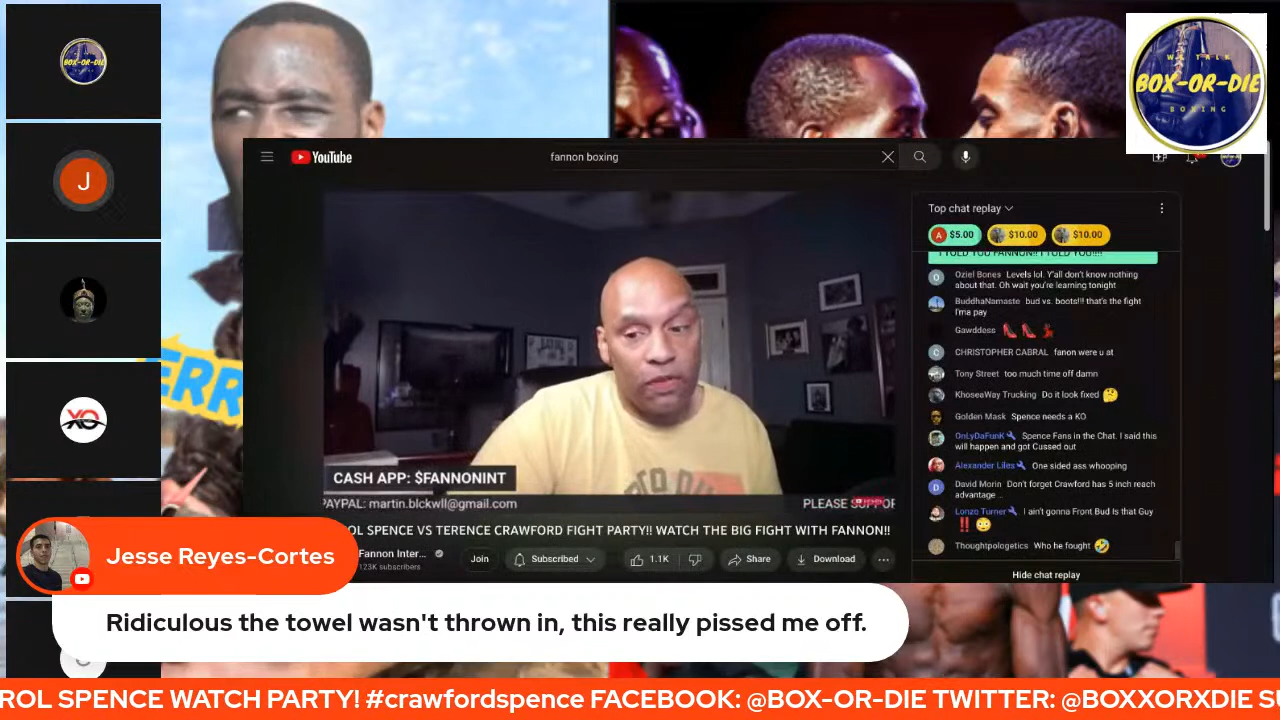 BOX-OR-DIE
J
XO
ERR
WE TALK
BOX-OR-DIE
BOXING
YouTube
fannon boxing
CASH APP: $FANNONINT
PAYPAL: martin.blckwll@gmail.com
PLEASE SUPPOR
OL SPENCE VS TERENCE CRAWFORD FIGHT PARTY!! WATCH THE BIG FIGHT WITH FANNON!!
Fannon Inter...
123K subscribers
Join
Subscribed
1.1K
Share
Download
Top chat replay
A $5.00
$10.00
$10.00
I TOLD YOU FANNON!! I TOLD YOU!!!!
O Oziel Bones Levels lol. Y'all don't know nothing
about that. Oh wait you're learning tonight
BuddhaNamaste bud vs. boots!!! that's the fight
I'ma pay
Gawddess
C CHRISTOPHER CABRAL fanon were u at
Tony Street too much time off damn
KhoseaWay Trucking Do it look fixed
Golden Mask Spence needs a KO
OnLyDaFunK Spence Fans in the Chat. I said this
will happen and got Cussed out
Alexander Liles One sided ass whooping
D David Morin Don't forget Crawford has 5 inch reach
advantage ..
Lonzo Turner I ain't gonna Front Bud Is that Guy
Thoughtpologetics Who he fought
Hide chat replay
Jesse Reyes-Cortes
Ridiculous the towel wasn't thrown in, this really pissed me off.
ROL SPENCE WATCH PARTY! #crawfordspence FACEBOOK: @BOX-OR-DIE TWITTER: @BOXXORXDIE SU